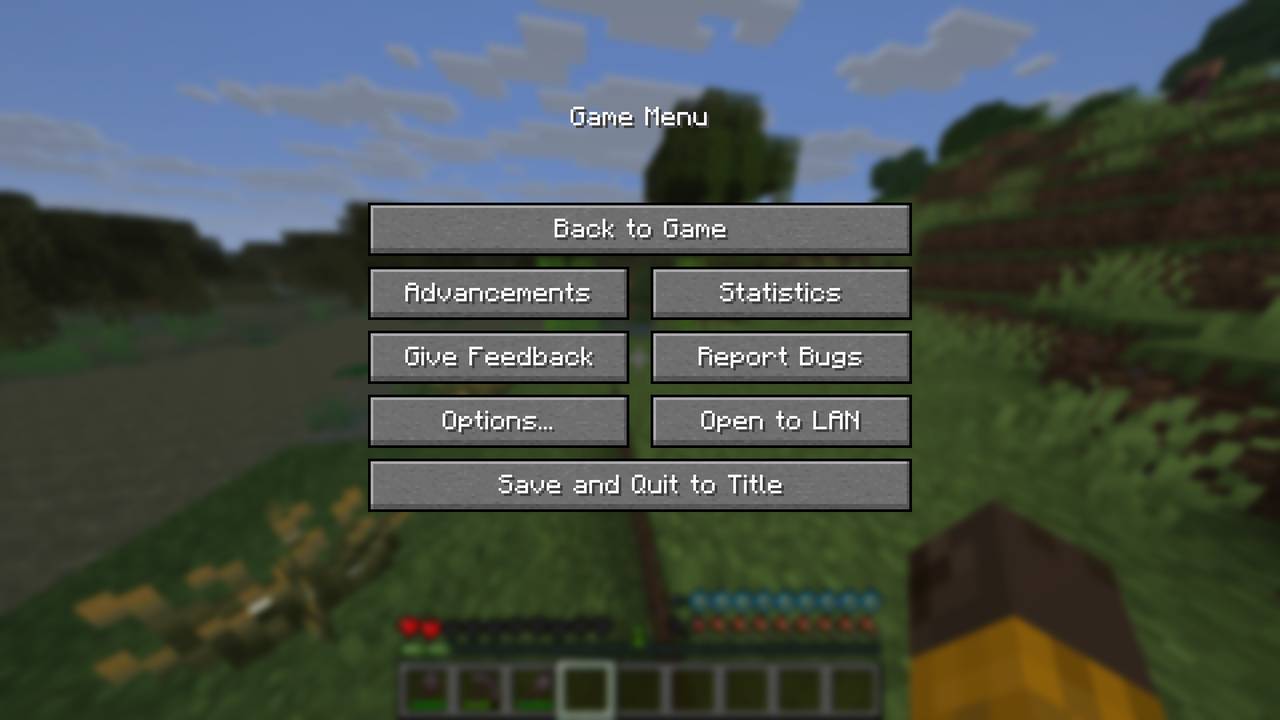 Game Menu
Back to Game
Advancements
Statistics
Give Feedback
Report Bugs
Options...
Open to LAN
Save and Quit to Title